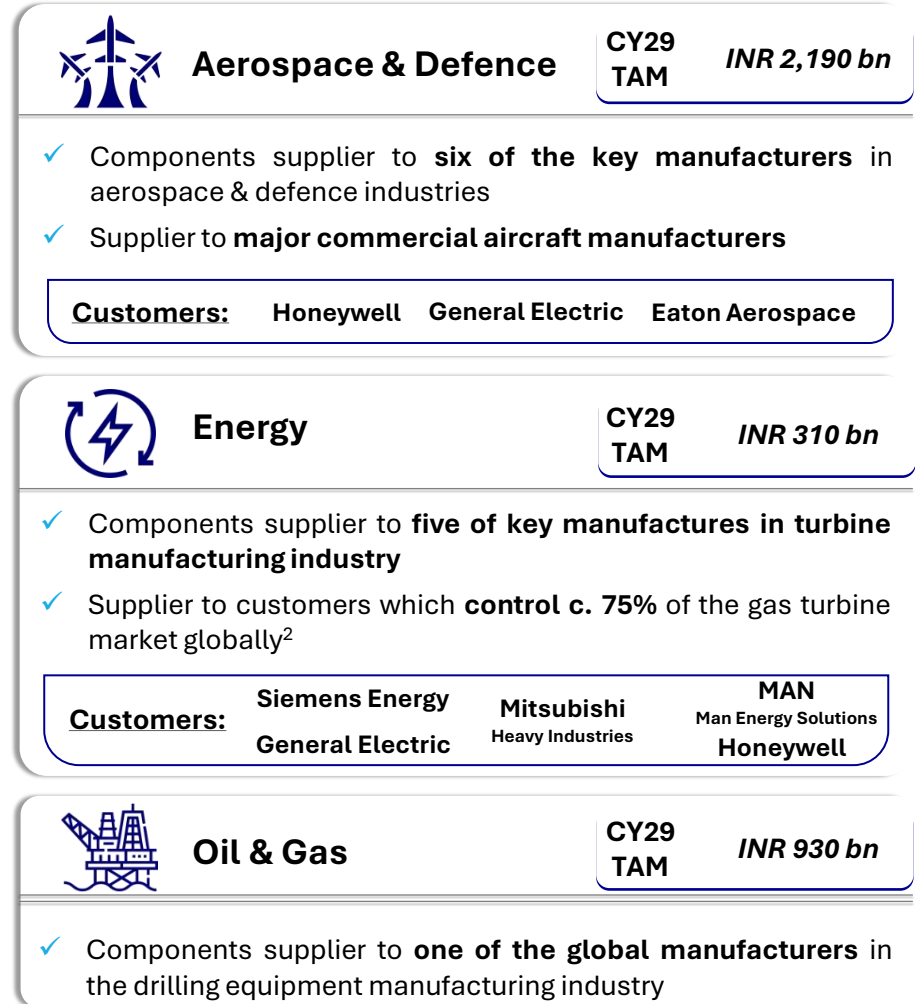 Aerospace & Defence
CY29
TAM
INR 2,190 bn
✓ Components supplier to six of the key manufacturers in
aerospace & defence industries
✓ Supplier to major commercial aircraft manufacturers
Customers: Honeywell General Electric Eaton Aerospace
Energy
CY29
TAM
INR 310 bn
✓ Components supplier to five of key manufactures in turbine
manufacturing industry
✓ Supplier to customers which control c. 75% of the gas turbine
market globally²
Customers:
Siemens Energy
General Electric
Mitsubishi
Heavy Industries
MAN
Man Energy Solutions
Honeywell
Oil & Gas
CY29
TAM
INR 930 bn
✓ Components supplier to one of the global manufacturers in
the drilling equipment manufacturing industry